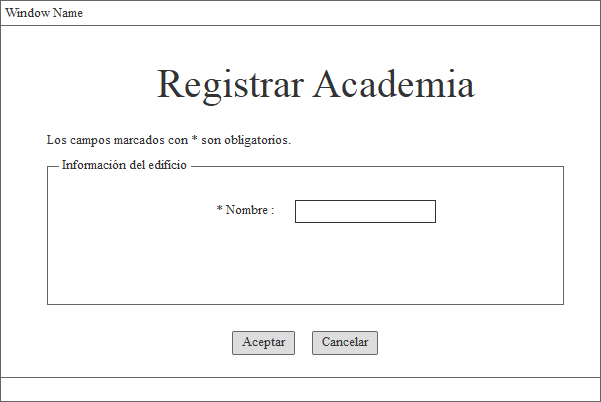 Window Name
Registrar Academia
Los campos marcados con * son obligatorios.
Información del edificio
* Nombre :
Aceptar Cancelar